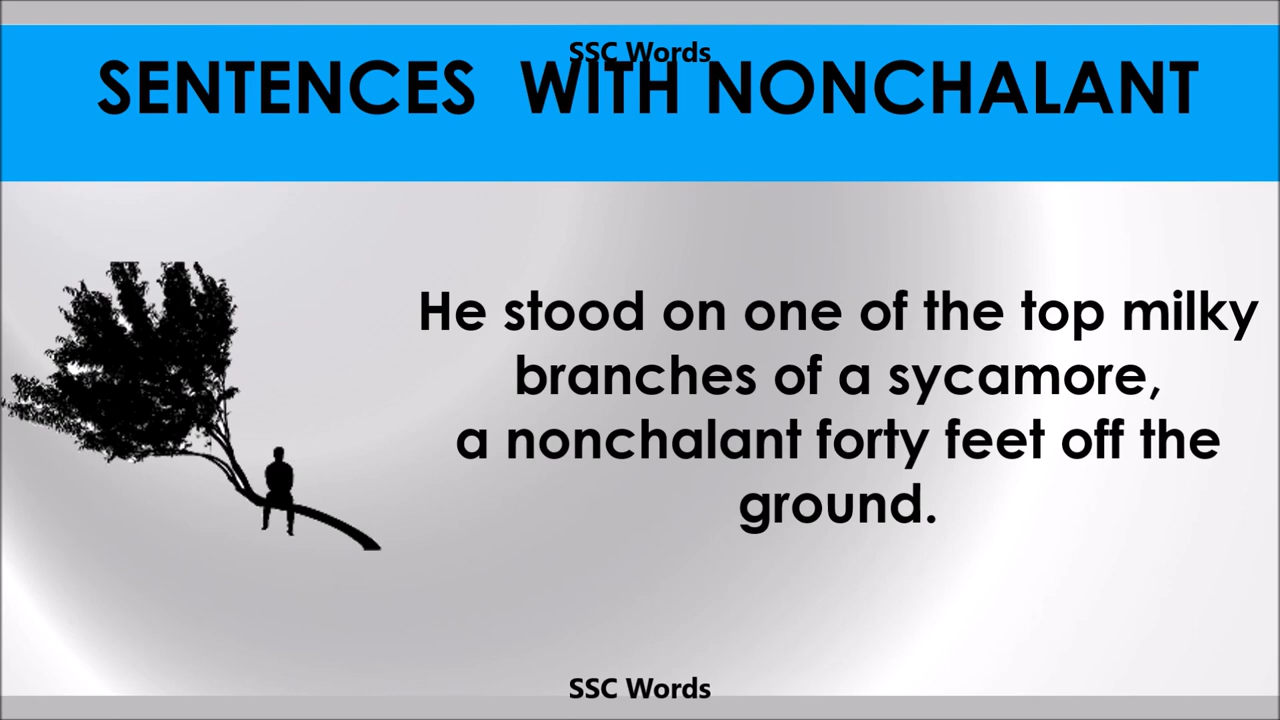 SSC Words
SENTENCES WITH NONCHALANT
He stood on one of the top milky
branches of a sycamore,
a nonchalant forty feet off the
ground.
SSC Words